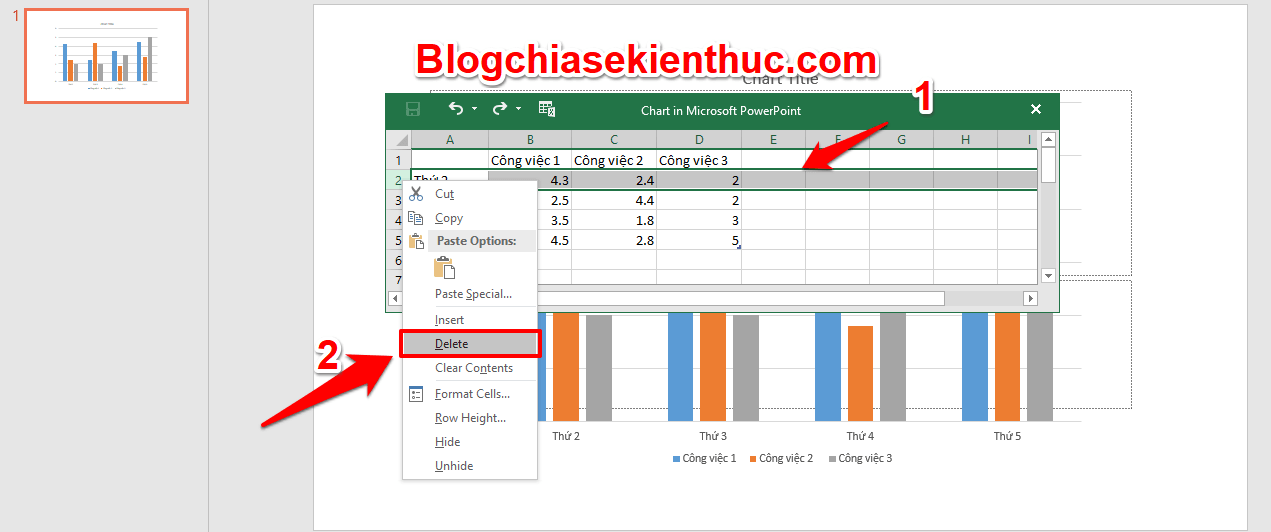 1
Blogchiasekienthuc.com
Chart Title
1
Chart in Microsoft PowerPoint
A B C D E F G H I
1 Công việc 1 Công việc 2 Công việc 3
2 Thứ 2 4.3 2.4 2
3 2.5 4.4 2
4 3.5 1.8 3
5 4.5 2.8 5
6
7
Cut
Copy
Paste Options:
Paste Special...
Insert
2
Delete
Clear Contents
Format Cells...
Row Height...
Hide
Unhide
Thứ 2 Thứ 3 Thứ 4 Thứ 5
Công việc 1 Công việc 2 Công việc 3